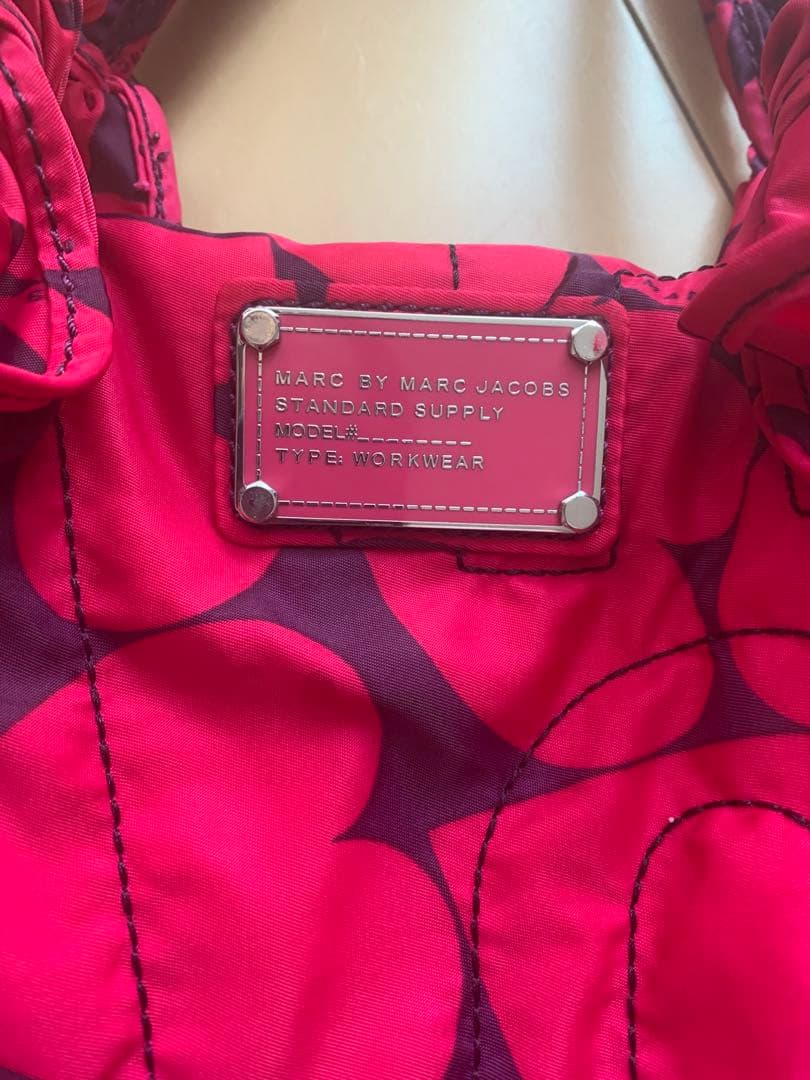 MARC BY MARC JACOBS
STANDARD SUPPLY
MODEL#________
TYPE: WORKWEAR